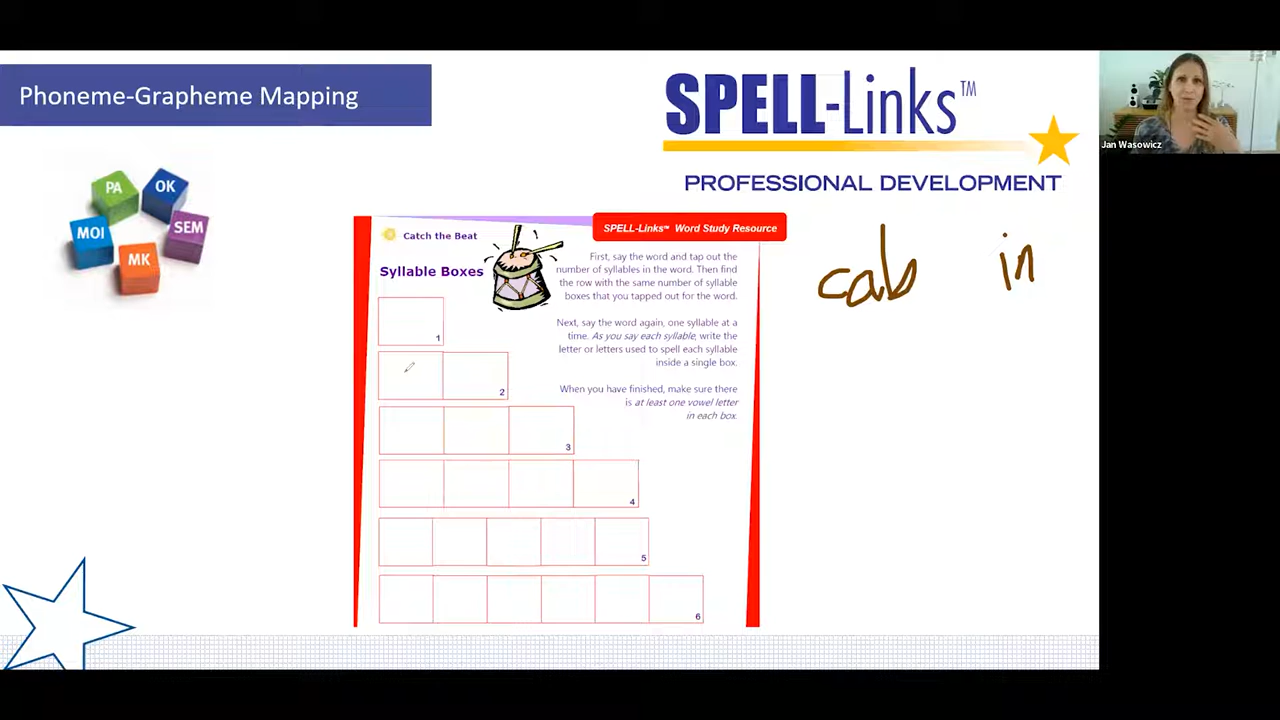 Phoneme-Grapheme Mapping
SPELL-Links™
PROFESSIONAL DEVELOPMENT
Jan Wasowicz
PA
OK
MOI
SEM
MK
Catch the Beat
SPELL-Links™ Word Study Resource
Syllable Boxes
First, say the word and tap out the
number of syllables in the word. Then find
the row with the same number of syllable
boxes that you tapped out for the word.
Next, say the word again, one syllable at a
time. As you say each syllable, write the
letter or letters used to spell each syllable
inside a single box.
When you have finished, make sure there
is at least one vowel letter
in each box.
1
2
3
4
5
6
cab in